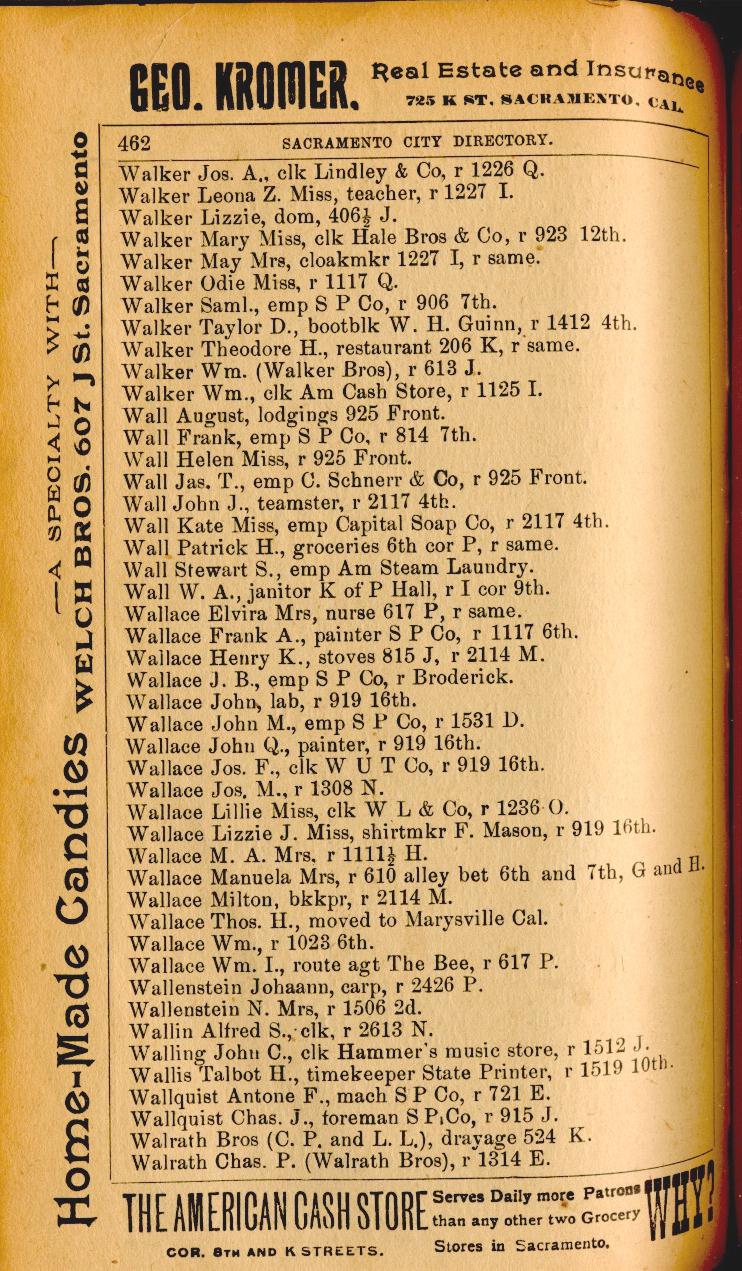 GEO. KROMER. Real Estate and Insurance
725 K ST. SACRAMENTO. CAL.
462 SACRAMENTO CITY DIRECTORY.
Walker Jos. A., clk Lindley & Co, r 1226 Q.
Walker Leona Z. Miss, teacher, r 1227 I.
Walker Lizzie, dom, 406½ J.
Walker Mary Miss, clk Hale Bros & Co, r 923 12th.
Walker May Mrs, cloakmkr 1227 I, r same.
Walker Odie Miss, r 1117 Q.
Walker Saml., emp S P Co, r 906 7th.
Walker Taylor D., bootblk W. H. Guinn, r 1412 4th.
Walker Theodore H., restaurant 206 K, r same.
Walker Wm. (Walker Bros), r 613 J.
Walker Wm., clk Am Cash Store, r 1125 I.
Wall August, lodgings 925 Front.
Wall Frank, emp S P Co, r 814 7th.
Wall Helen Miss, r 925 Front.
Wall Jas. T., emp C. Schnerr & Co, r 925 Front.
Wall John J., teamster, r 2117 4th.
Wall Kate Miss, emp Capital Soap Co, r 2117 4th.
Wall Patrick H., groceries 6th cor P, r same.
Wall Stewart S., emp Am Steam Laundry.
Wall W. A., janitor K of P Hall, r I cor 9th.
Wallace Elvira Mrs, nurse 617 P, r same.
Wallace Frank A., painter S P Co, r 1117 6th.
Wallace Henry K., stoves 815 J, r 2114 M.
Wallace J. B., emp S P Co, r Broderick.
Wallace John, lab, r 919 16th.
Wallace John M., emp S P Co, r 1531 D.
Wallace John Q., painter, r 919 16th.
Wallace Jos. F., clk W U T Co, r 919 16th.
Wallace Jos. M., r 1308 N.
Wallace Lillie Miss, clk W L & Co, r 1236 O.
Wallace Lizzie J. Miss, shirtmkr F. Mason, r 919 16th.
Wallace M. A. Mrs, r 1111½ H.
Wallace Manuela Mrs, r 610 alley bet 6th and 7th, G and H.
Wallace Milton, bkkpr, r 2114 M.
Wallace Thos. H., moved to Marysville Cal.
Wallace Wm., r 1023 6th.
Wallace Wm. I., route agt The Bee, r 617 P.
Wallenstein Johaann, carp, r 2426 P.
Wallenstein N. Mrs, r 1506 2d.
Wallin Alfred S., clk, r 2613 N.
Walling John C., clk Hammer's music store, r 1512 J.
Wallis Talbot H., timekeeper State Printer, r 1519 10th.
Wallquist Antone F., mach S P Co, r 721 E.
Wallquist Chas. J., foreman S P Co, r 915 J.
Walrath Bros (C. P. and L. L.), drayage 524 K.
Walrath Chas. P. (Walrath Bros), r 1314 E.
Home-Made Candies —A SPECIALTY WITH—
WELCH BROS. 607 J St. Sacramento
THE AMERICAN CASH STORE
COR. 8TH AND K STREETS.
Serves Daily more Patrons
than any other two Grocery
Stores in Sacramento.
WHY?